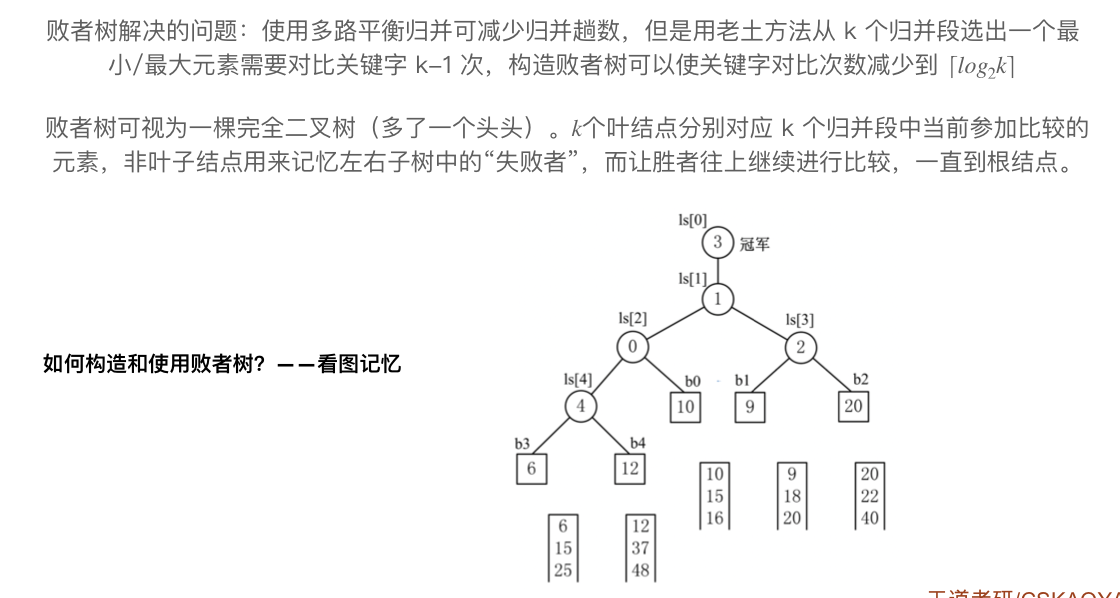 败者树解决的问题：使用多路平衡归并可减少归并趟数，但是用老土方法从 k 个归并段选出一个最
小/最大元素需要对比关键字 k–1 次，构造败者树可以使关键字对比次数减少到 ⌈log₂k⌉
败者树可视为一棵完全二叉树（多了一个头头）。k个叶结点分别对应 k 个归并段中当前参加比较的
元素，非叶子结点用来记忆左右子树中的“失败者”，而让胜者往上继续进行比较，一直到根结点。
如何构造和使用败者树？——看图记忆
ls[0]
3 冠军
ls[1]
1
ls[2] ls[3]
0 2
ls[4] b0 b1 b2
4 10 9 20
b3 b4
6 12
10 9 20
15 18 22
16 20 40
6 12
15 37
25 48